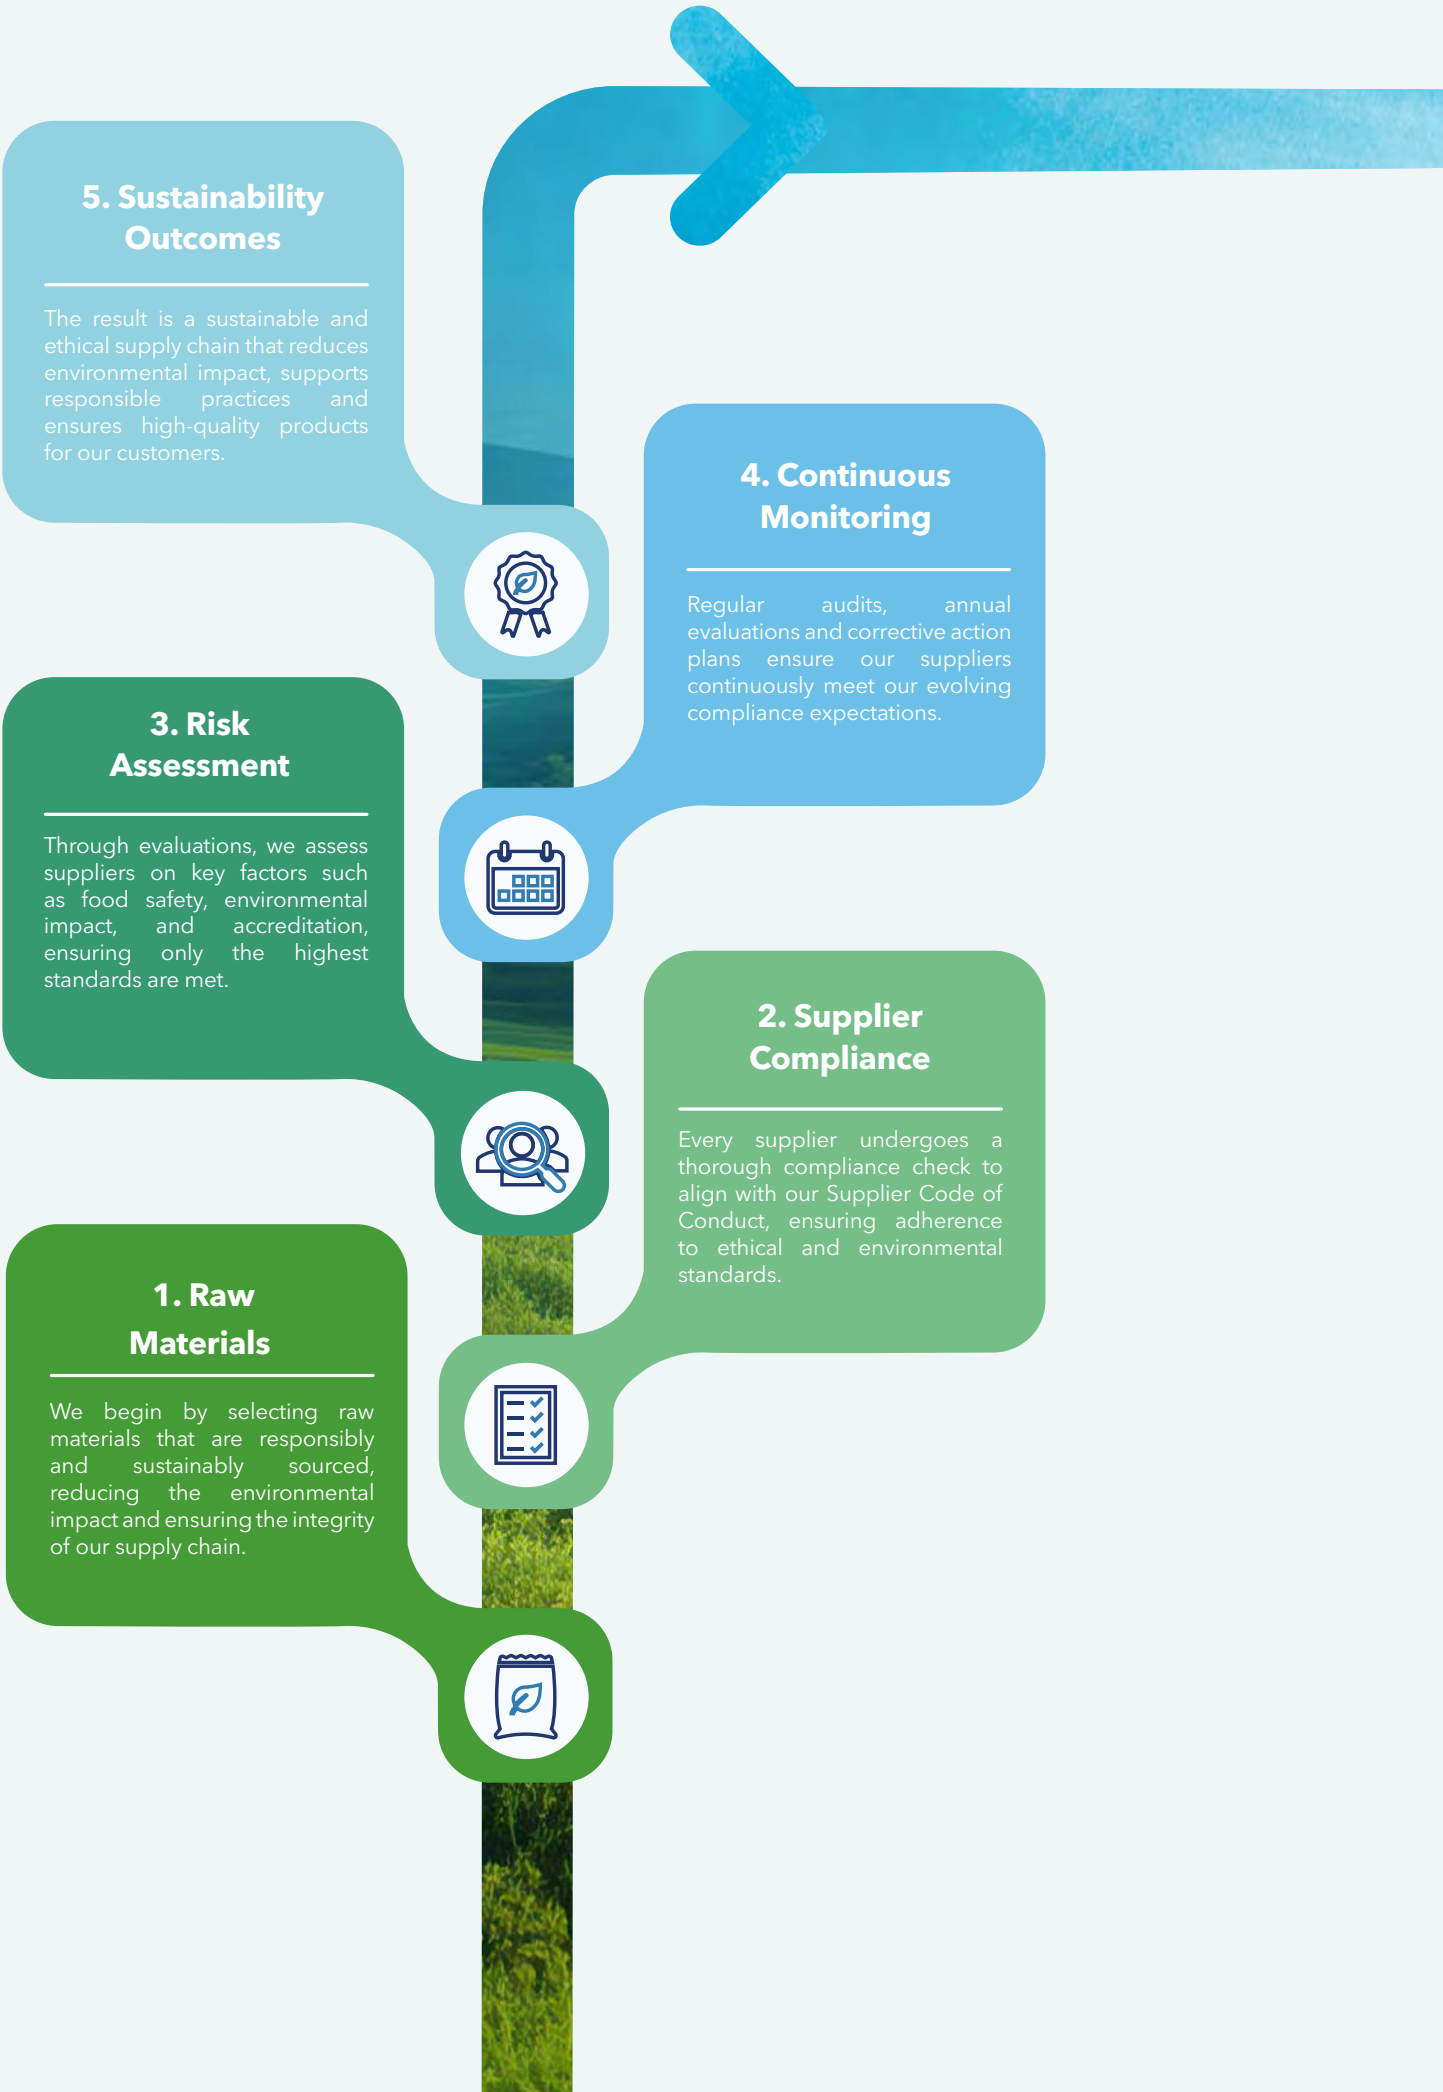 5. Sustainability
Outcomes
The result is a sustainable and
ethical supply chain that reduces
environmental impact, supports
responsible practices and
ensures high-quality products
for our customers.
4. Continuous
Monitoring
Regular audits, annual
evaluations and corrective action
plans ensure our suppliers
continuously meet our evolving
compliance expectations.
3. Risk
Assessment
Through evaluations, we assess
suppliers on key factors such
as food safety, environmental
impact, and accreditation,
ensuring only the highest
standards are met.
2. Supplier
Compliance
Every supplier undergoes a
thorough compliance check to
align with our Supplier Code of
Conduct, ensuring adherence
to ethical and environmental
standards.
1. Raw
Materials
We begin by selecting raw
materials that are responsibly
and sustainably sourced,
reducing the environmental
impact and ensuring the integrity
of our supply chain.